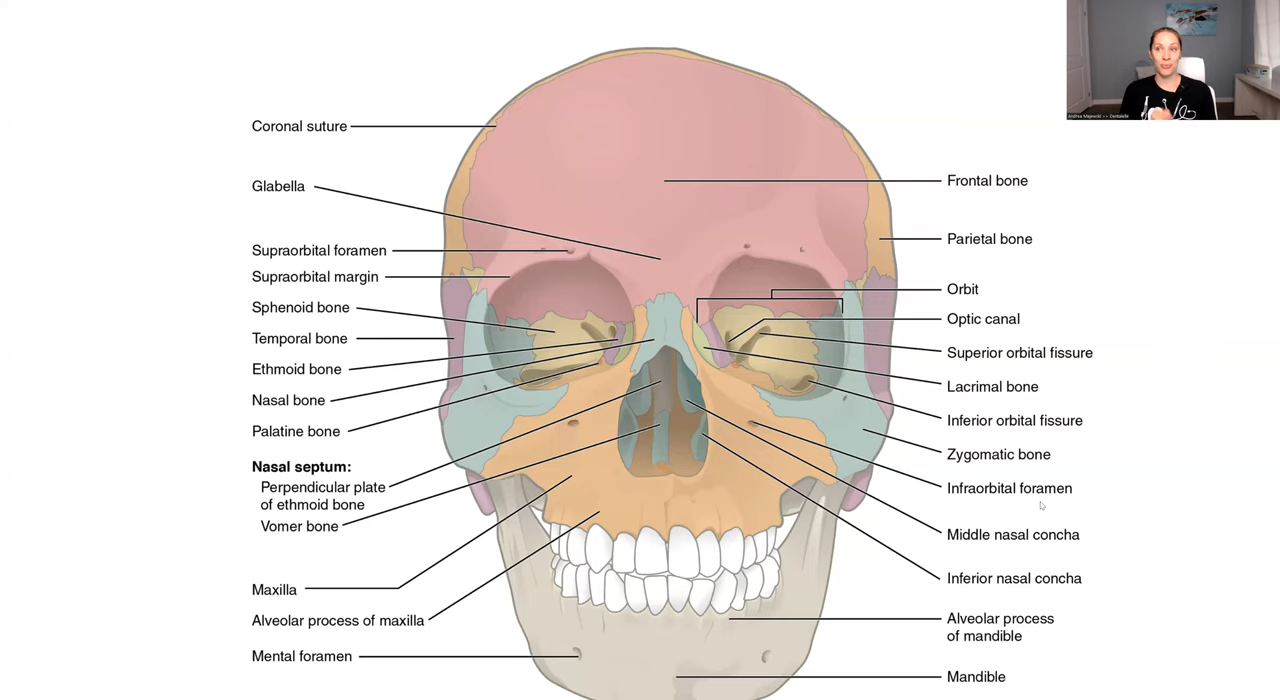 Coronal suture
Glabella
Supraorbital foramen
Supraorbital margin
Sphenoid bone
Temporal bone
Ethmoid bone
Nasal bone
Palatine bone
Nasal septum:
Perpendicular plate
of ethmoid bone
Vomer bone
Maxilla
Alveolar process of maxilla
Mental foramen
Frontal bone
Parietal bone
Orbit
Optic canal
Superior orbital fissure
Lacrimal bone
Inferior orbital fissure
Zygomatic bone
Infraorbital foramen
Middle nasal concha
Inferior nasal concha
Alveolar process
of mandible
Mandible
Andrea Majewski >> Dentalelle